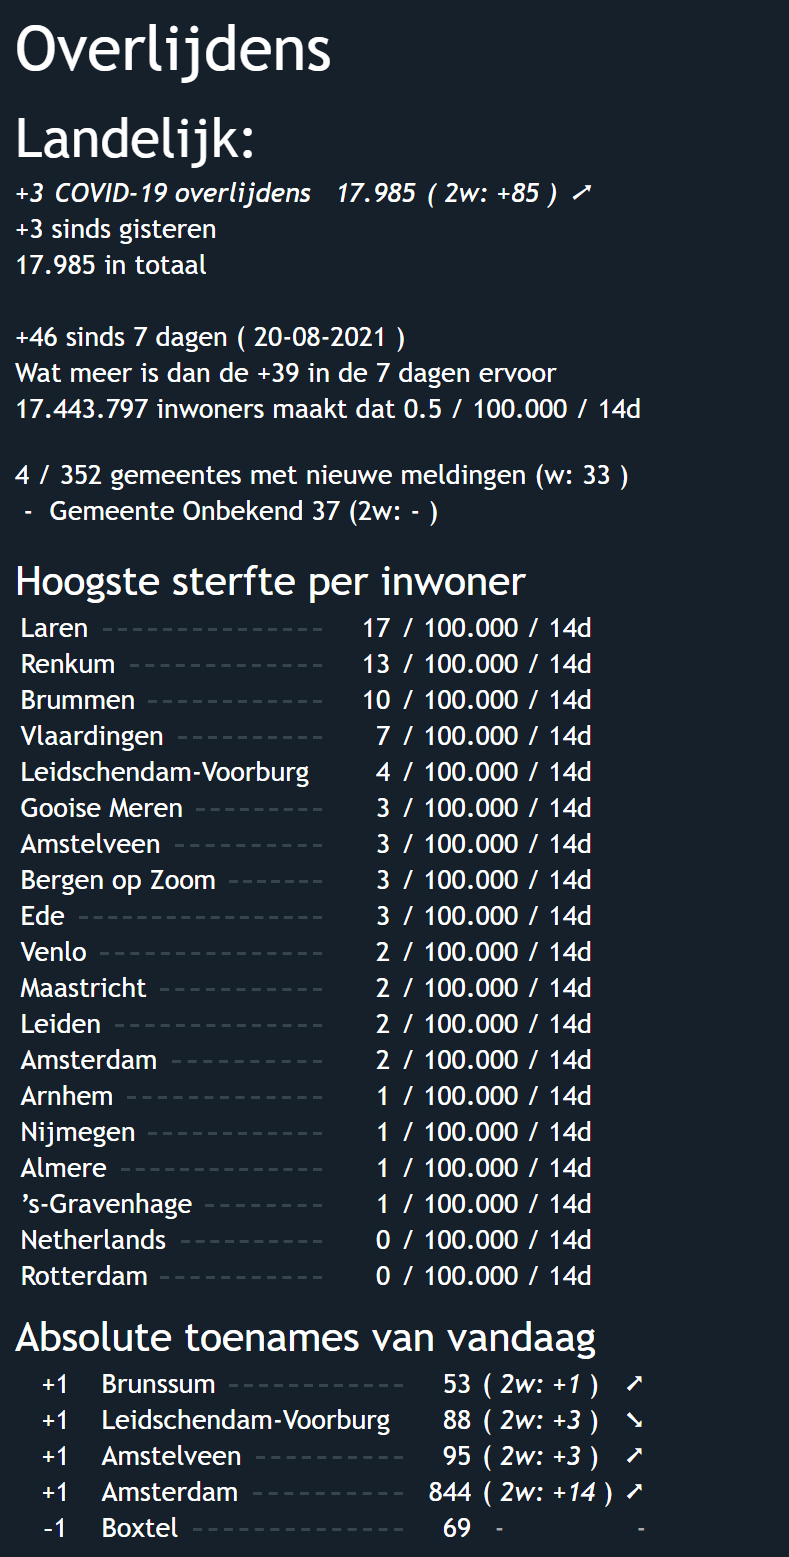 Overlijdens
Landelijk:
+3 COVID-19 overlijdens 17.985 ( 2w: +85 ) ➚
+3 sinds gisteren
17.985 in totaal
+46 sinds 7 dagen ( 20-08-2021 )
Wat meer is dan de +39 in de 7 dagen ervoor
17.443.797 inwoners maakt dat 0.5 / 100.000 / 14d
4 / 352 gemeentes met nieuwe meldingen (w: 33 )
- Gemeente Onbekend 37 (2w: - )
Hoogste sterfte per inwoner
Laren 17 / 100.000 / 14d
Renkum 13 / 100.000 / 14d
Brummen 10 / 100.000 / 14d
Vlaardingen 7 / 100.000 / 14d
Leidschendam-Voorburg 4 / 100.000 / 14d
Gooise Meren 3 / 100.000 / 14d
Amstelveen 3 / 100.000 / 14d
Bergen op Zoom 3 / 100.000 / 14d
Ede 3 / 100.000 / 14d
Venlo 2 / 100.000 / 14d
Maastricht 2 / 100.000 / 14d
Leiden 2 / 100.000 / 14d
Amsterdam 2 / 100.000 / 14d
Arnhem 1 / 100.000 / 14d
Nijmegen 1 / 100.000 / 14d
Almere 1 / 100.000 / 14d
’s-Gravenhage 1 / 100.000 / 14d
Netherlands 0 / 100.000 / 14d
Rotterdam 0 / 100.000 / 14d
Absolute toenames van vandaag
+1 Brunssum 53 ( 2w: +1 ) ➚
+1 Leidschendam-Voorburg 88 ( 2w: +3 ) ➘
+1 Amstelveen 95 ( 2w: +3 ) ➚
+1 Amsterdam 844 ( 2w: +14 ) ➚
-1 Boxtel 69 - -